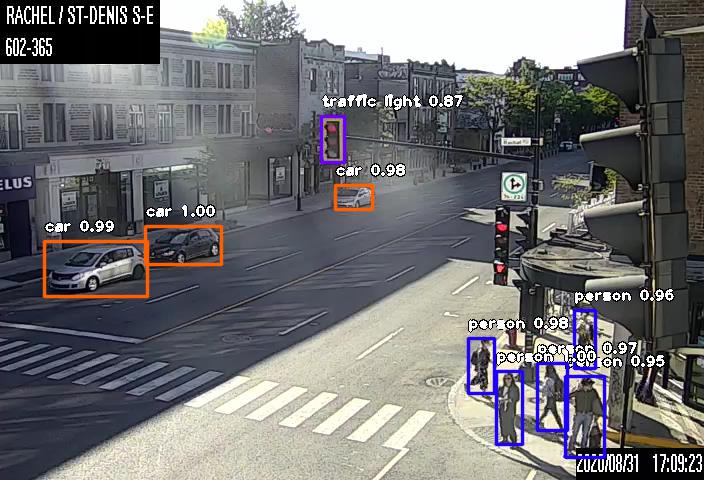 RACHEL / ST-DENIS S-E
602-365
traffic light 0.87
car 0.98
car 1.00
car 0.99
ELUS
Rachel
person 0.96
person 0.98
person 0.97
person 1.00
person 0.95
2020/08/31 17:09:23